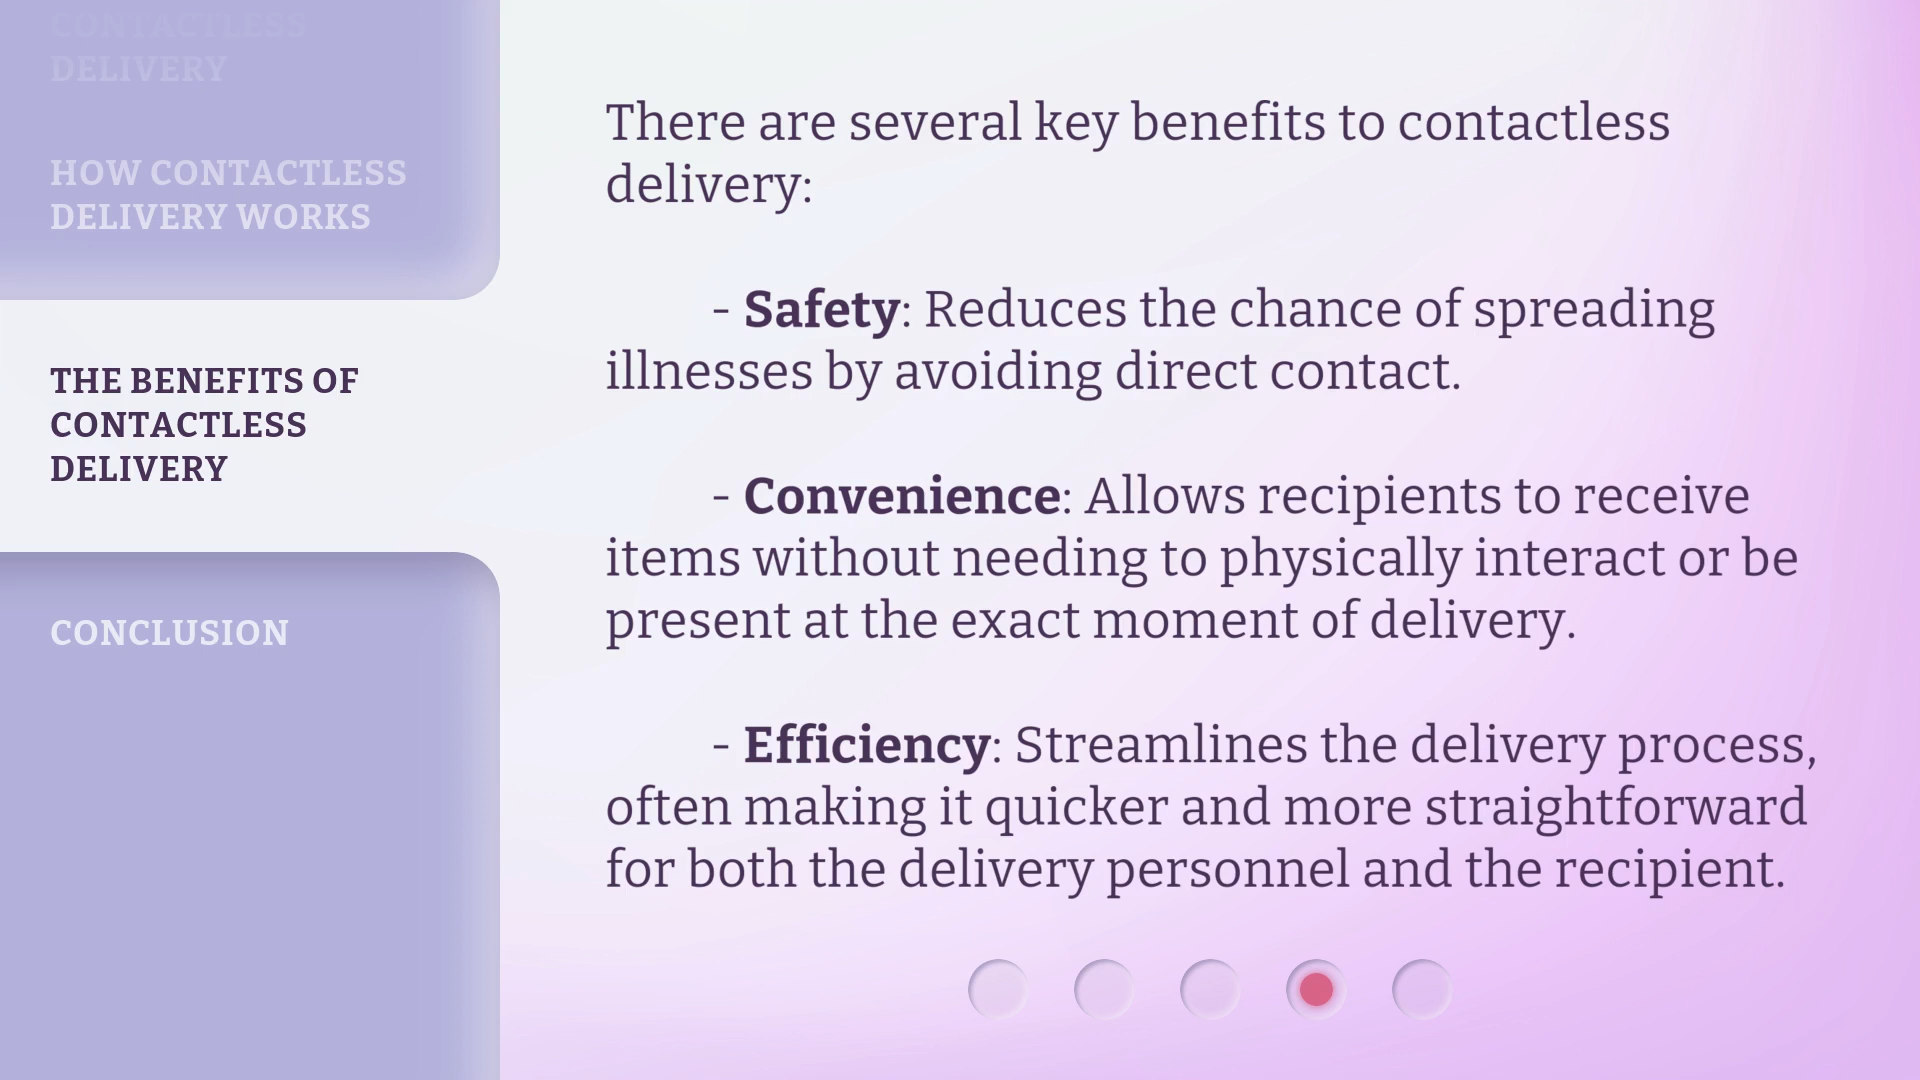 CONTACTLESS
DELIVERY
HOW CONTACTLESS
DELIVERY WORKS
THE BENEFITS OF
CONTACTLESS
DELIVERY
CONCLUSION
There are several key benefits to contactless
delivery:
- Safety: Reduces the chance of spreading
illnesses by avoiding direct contact.
- Convenience: Allows recipients to receive
items without needing to physically interact or be
present at the exact moment of delivery.
- Efficiency: Streamlines the delivery process,
often making it quicker and more straightforward
for both the delivery personnel and the recipient.